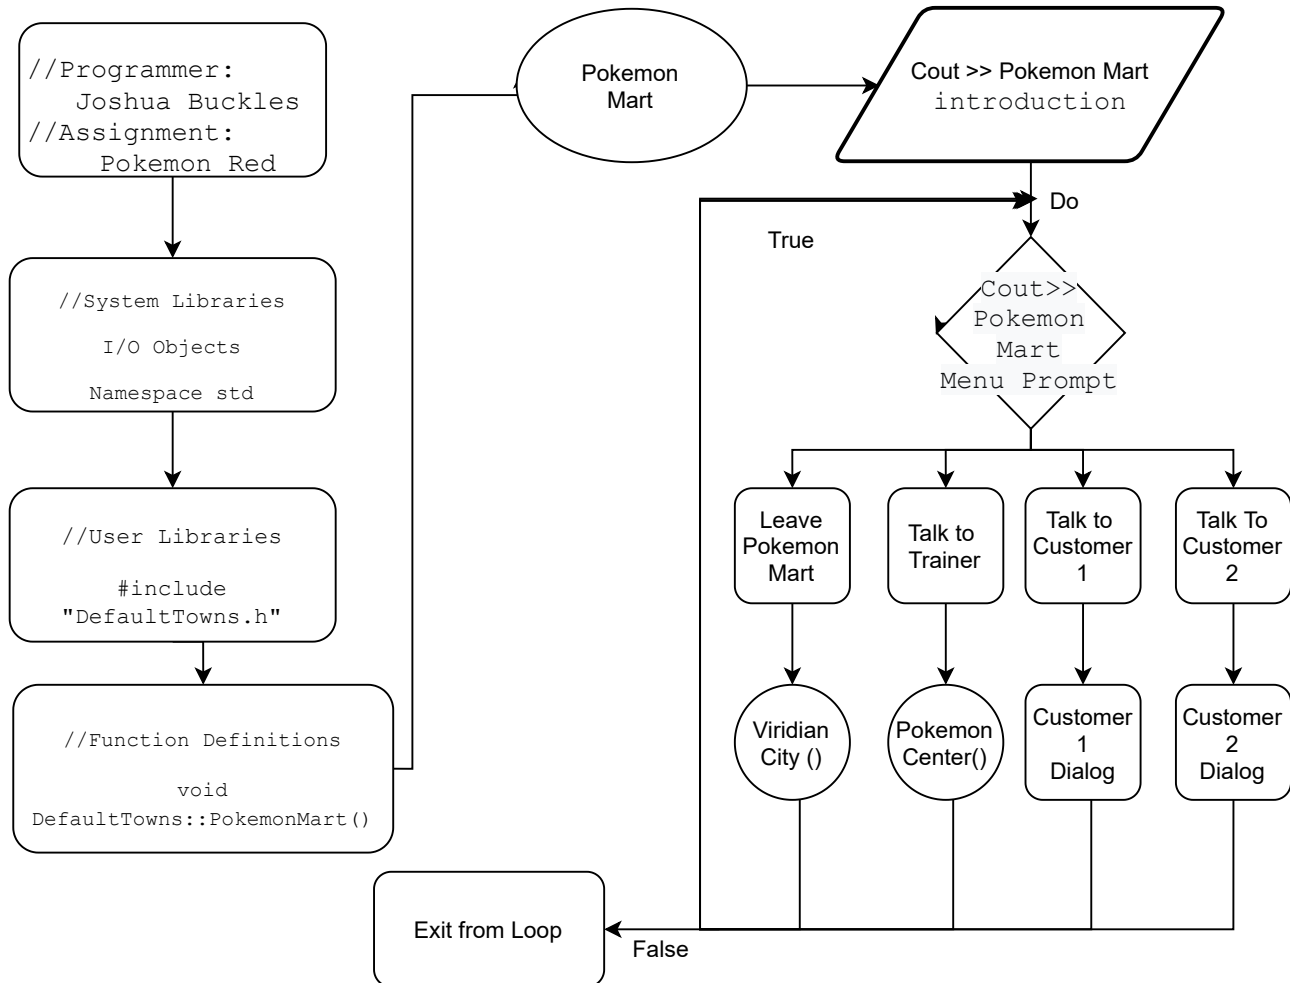 //Programmer:
Joshua Buckles
//Assignment:
Pokemon Red
//System Libraries
I/O Objects
Namespace std
//User Libraries
#include
"DefaultTowns.h"
//Function Definitions
void
DefaultTowns::PokemonMart()
Pokemon
Mart
Cout >> Pokemon Mart
introduction
Do
True
Cout>>
Pokemon
Mart
Menu Prompt
Leave
Pokemon
Mart
Talk to
Trainer
Talk to
Customer
1
Talk To
Customer
2
Viridian
City ()
Pokemon
Center()
Customer
1
Dialog
Customer
2
Dialog
Exit from Loop
False